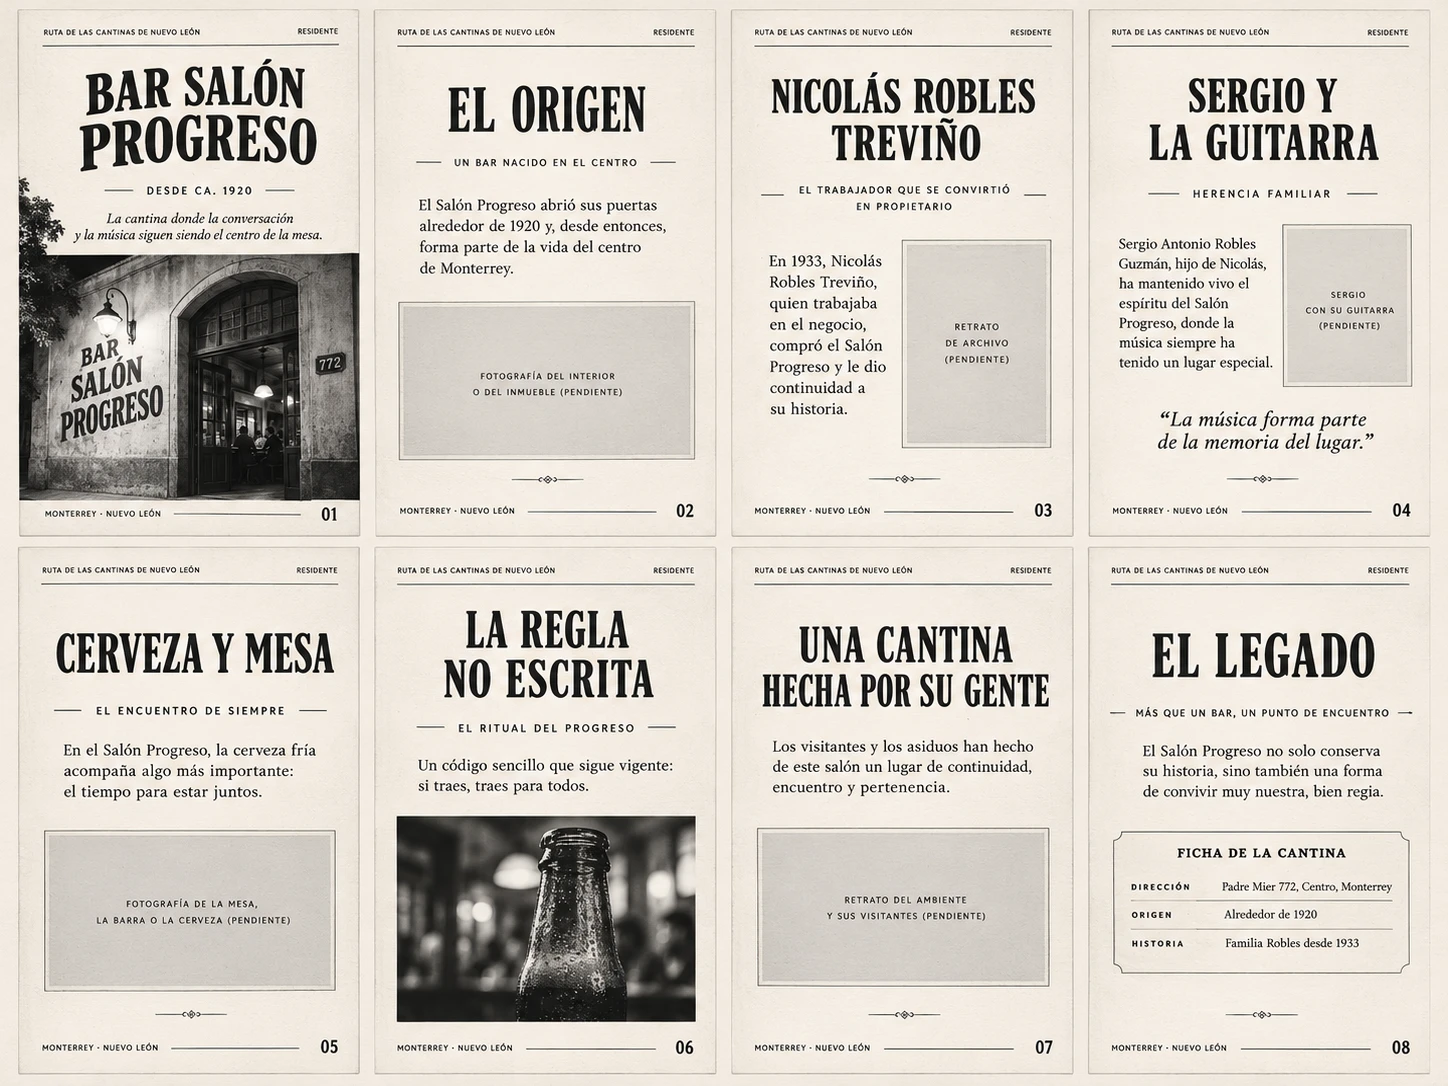 RUTA DE LAS CANTINAS DE NUEVO LEÓN
RESIDENTE
BAR SALÓN
PROGRESO
DESDE CA. 1920
La cantina donde la conversación
y la música siguen siendo el centro de la mesa.
BAR
SALÓN
PROGRESO
772
MONTERREY · NUEVO LEÓN
01
RUTA DE LAS CANTINAS DE NUEVO LEÓN
RESIDENTE
EL ORIGEN
UN BAR NACIDO EN EL CENTRO
El Salón Progreso abrió sus puertas
alrededor de 1920 y, desde entonces,
forma parte de la vida del centro
de Monterrey.
FOTOGRAFÍA DEL INTERIOR
O DEL INMUEBLE (PENDIENTE)
MONTERREY · NUEVO LEÓN
02
RUTA DE LAS CANTINAS DE NUEVO LEÓN
RESIDENTE
NICOLÁS ROBLES
TREVIÑO
EL TRABAJADOR QUE SE CONVIRTIÓ
EN PROPIETARIO
En 1933, Nicolás
Robles Treviño,
quien trabajaba
en el negocio,
compró el Salón
Progreso y le dio
continuidad a
su historia.
RETRATO
DE ARCHIVO
(PENDIENTE)
MONTERREY · NUEVO LEÓN
03
RUTA DE LAS CANTINAS DE NUEVO LEÓN
RESIDENTE
SERGIO Y
LA GUITARRA
HERENCIA FAMILIAR
Sergio Antonio Robles
Guzmán, hijo de Nicolás,
ha mantenido vivo el
espíritu del Salón
Progreso, donde la
música siempre ha
tenido un lugar especial.
SERGIO
CON SU GUITARRA
(PENDIENTE)
“La música forma parte
de la memoria del lugar.”
MONTERREY · NUEVO LEÓN
04
RUTA DE LAS CANTINAS DE NUEVO LEÓN
RESIDENTE
CERVEZA Y MESA
EL ENCUENTRO DE SIEMPRE
En el Salón Progreso, la cerveza fría
acompaña algo más importante:
el tiempo para estar juntos.
FOTOGRAFÍA DE LA MESA,
LA BARRA O LA CERVEZA (PENDIENTE)
MONTERREY · NUEVO LEÓN
05
RUTA DE LAS CANTINAS DE NUEVO LEÓN
RESIDENTE
LA REGLA
NO ESCRITA
EL RITUAL DEL PROGRESO
Un código sencillo que sigue vigente:
si traes, traes para todos.
MONTERREY · NUEVO LEÓN
06
RUTA DE LAS CANTINAS DE NUEVO LEÓN
RESIDENTE
UNA CANTINA
HECHA POR SU GENTE
Los visitantes y los asiduos han hecho
de este salón un lugar de continuidad,
encuentro y pertenencia.
RETRATO DEL AMBIENTE
Y SUS VISITANTES (PENDIENTE)
MONTERREY · NUEVO LEÓN
07
RUTA DE LAS CANTINAS DE NUEVO LEÓN
RESIDENTE
EL LEGADO
MÁS QUE UN BAR, UN PUNTO DE ENCUENTRO
El Salón Progreso no solo conserva
su historia, sino también una forma
de convivir muy nuestra, bien regia.
FICHA DE LA CANTINA
DIRECCIÓN Padre Mier 772, Centro, Monterrey
ORIGEN Alrededor de 1920
HISTORIA Familia Robles desde 1933
MONTERREY · NUEVO LEÓN
08